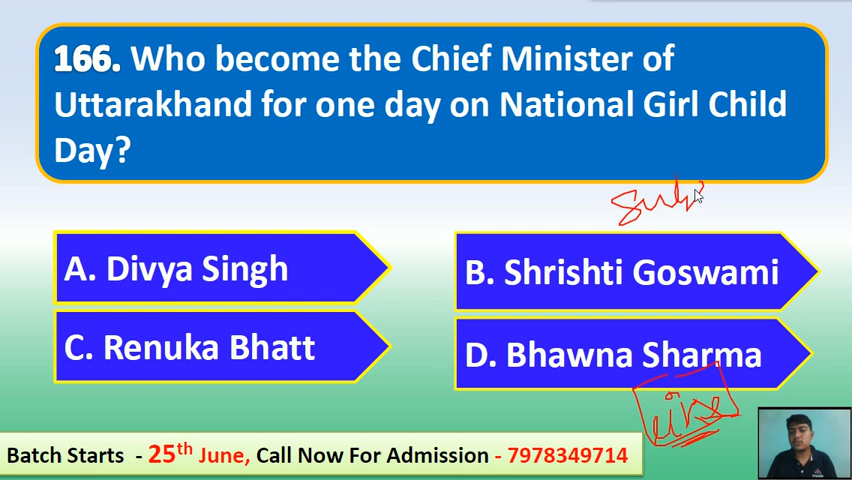 166. Who become the Chief Minister of
Uttarakhand for one day on National Girl Child
Day?
A. Divya Singh
B. Shrishti Goswami
C. Renuka Bhatt
D. Bhawna Sharma
Batch Starts - 25th June, Call Now For Admission - 7978349714